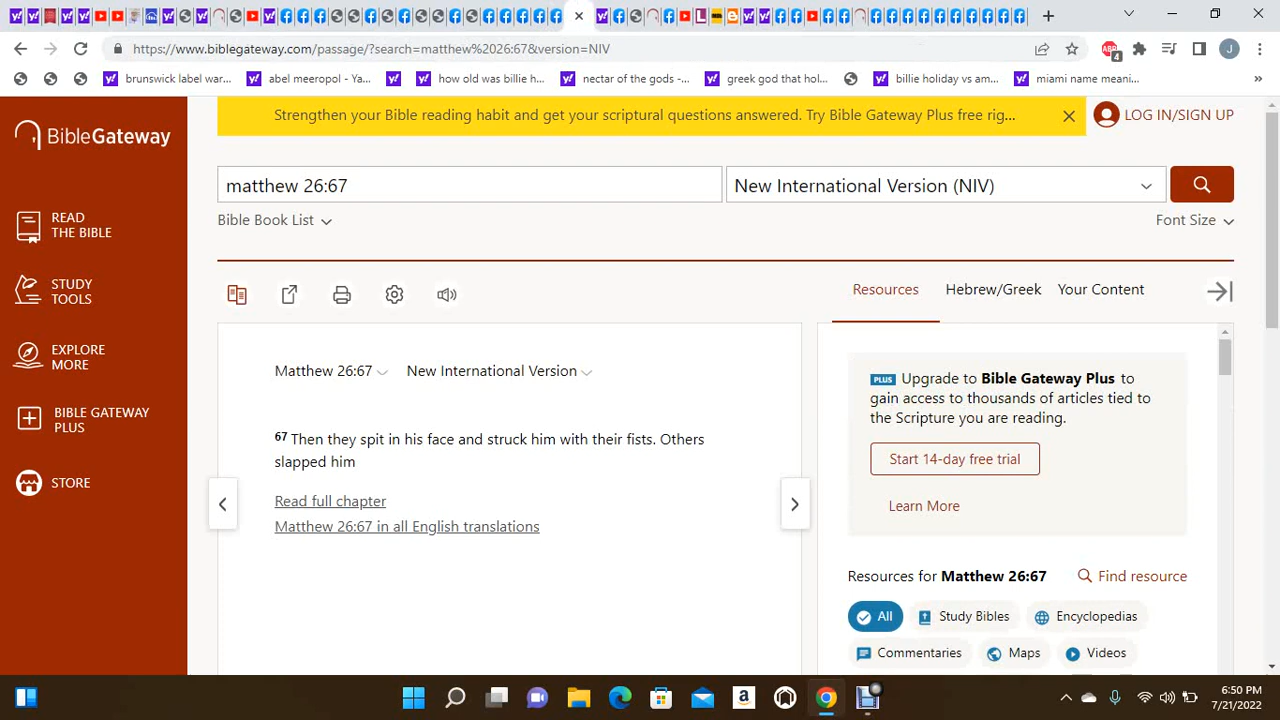 https://www.biblegateway.com/passage/?search=matthew%2026:67&version=NIV
4
J
brunswick label war...
abel meeropol - Ya...
how old was billie h...
nectar of the gods -...
greek god that hol...
billie holiday vs am...
miami name meani...
»
BibleGateway
Strengthen your Bible reading habit and get your scriptural questions answered. Try Bible Gateway Plus free rig...
LOG IN/SIGN UP
matthew 26:67
New International Version (NIV)
Bible Book List
Font Size
READ
THE BIBLE
STUDY
TOOLS
EXPLORE
MORE
BIBLE GATEWAY
PLUS
STORE
Resources
Hebrew/Greek
Your Content
Matthew 26:67
New International Version
67 Then they spit in his face and struck him with their fists. Others
slapped him
Read full chapter
Matthew 26:67 in all English translations
PLUS Upgrade to Bible Gateway Plus to
gain access to thousands of articles tied to
the Scripture you are reading.
Start 14-day free trial
Learn More
Resources for Matthew 26:67
Find resource
All
Study Bibles
Encyclopedias
Commentaries
Maps
Videos
6:50 PM
7/21/2022